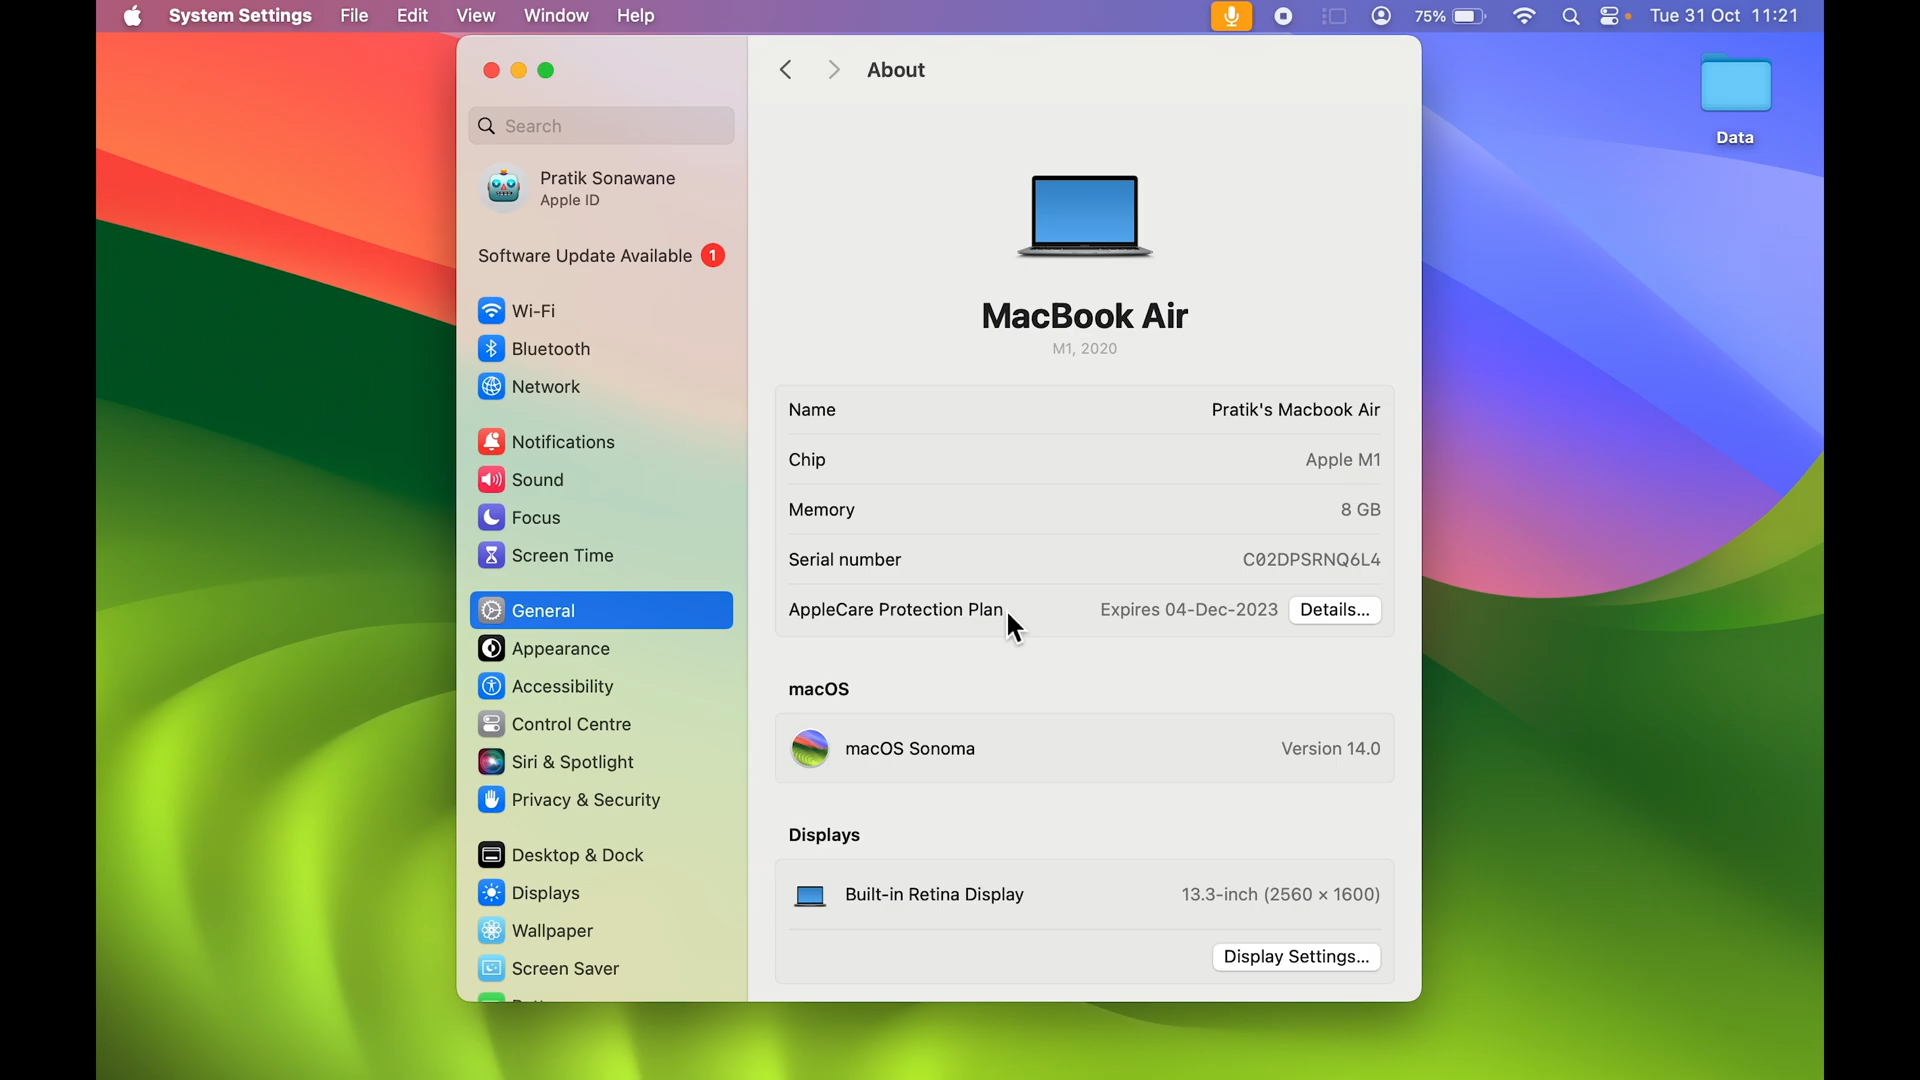 System Settings File Edit View Window Help 75% Tue 31 Oct 11:21
Data
Search
Pratik Sonawane
Apple ID
Software Update Available 1
Wi-Fi
Bluetooth
Network
Notifications
Sound
Focus
Screen Time
General
Appearance
Accessibility
Control Centre
Siri & Spotlight
Privacy & Security
Desktop & Dock
Displays
Wallpaper
Screen Saver
About
MacBook Air
M1, 2020
Name Pratik's Macbook Air
Chip Apple M1
Memory 8 GB
Serial number C02DPSRNQ6L4
AppleCare Protection Plan Expires 04-Dec-2023 Details...
macOS
macOS Sonoma Version 14.0
Displays
Built-in Retina Display 13.3-inch (2560 × 1600)
Display Settings...